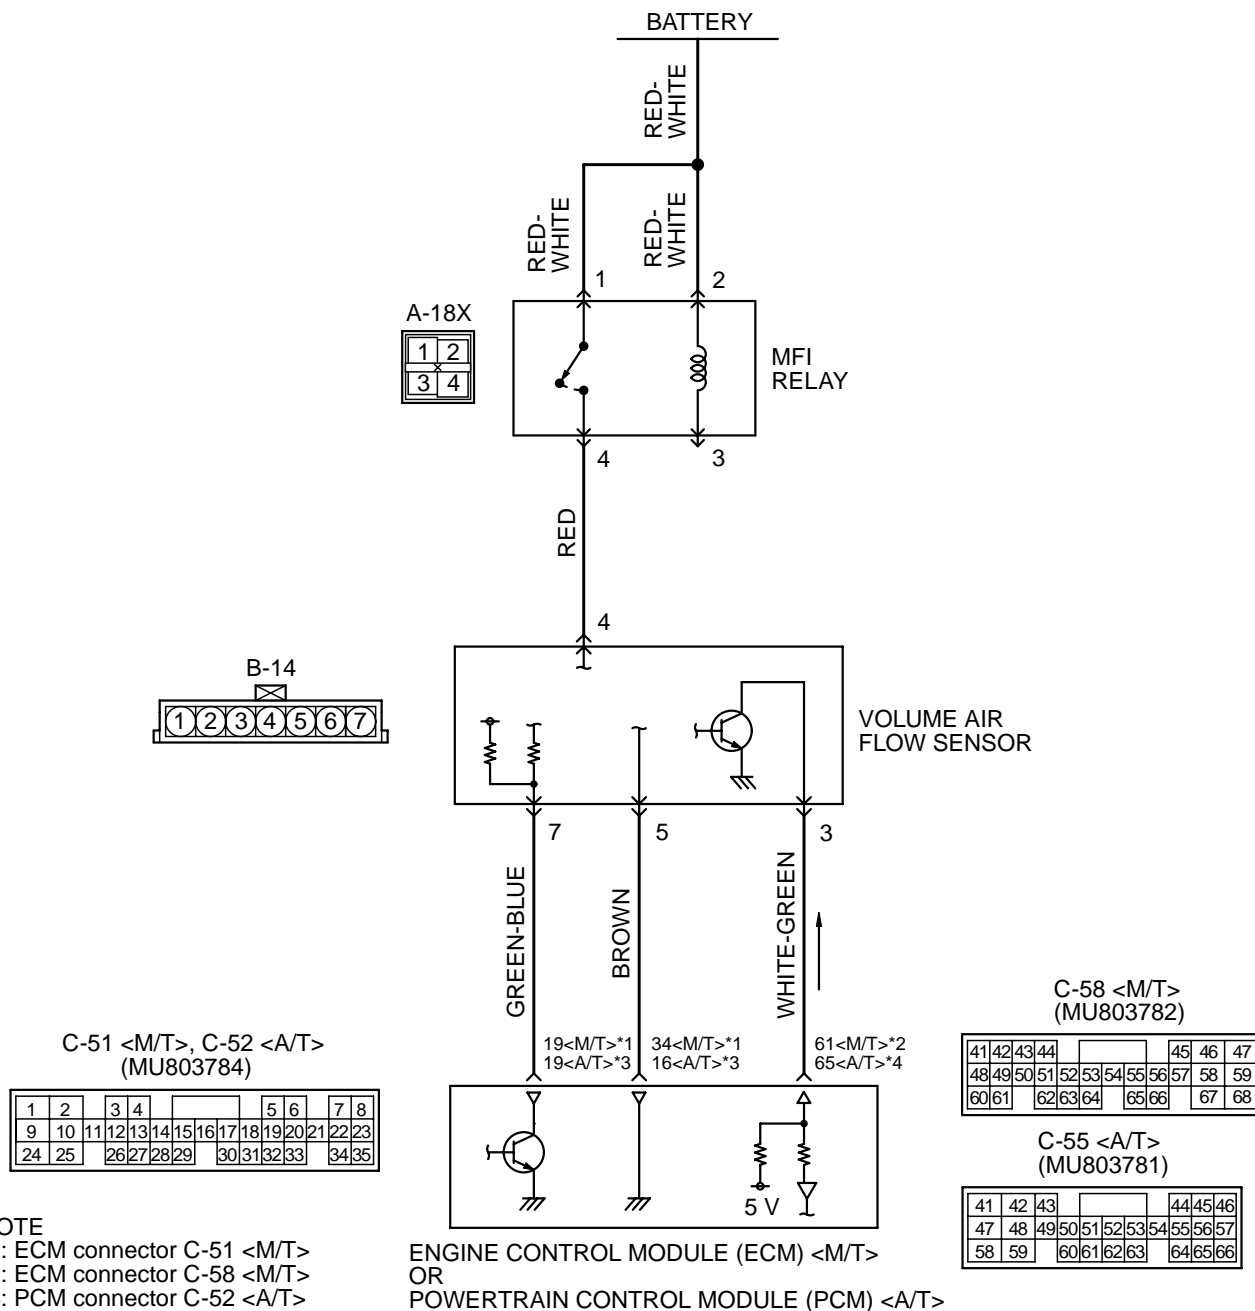 BATTERY
RED-
WHITE
RED-
WHITE
RED-
WHITE
1
2
A-18X
1 2
3 4
MFI
RELAY
4
3
RED
4
B-14
1 2 3 4 5 6 7
VOLUME AIR
FLOW SENSOR
7
5
3
GREEN-BLUE
BROWN
WHITE-GREEN
19<M/T>*1
19<A/T>*3
34<M/T>*1
16<A/T>*3
61<M/T>*2
65<A/T>*4
C-51 <M/T>, C-52 <A/T>
(MU803784)
1 2 3 4 5 6 7 8
9 10 11 12 13 14 15 16 17 18 19 20 21 22 23
24 25 26 27 28 29 30 31 32 33 34 35
C-58 <M/T>
(MU803782)
41 42 43 44 45 46 47
48 49 50 51 52 53 54 55 56 57 58 59
60 61 62 63 64 65 66 67 68
C-55 <A/T>
(MU803781)
41 42 43 44 45 46
47 48 49 50 51 52 53 54 55 56 57
58 59 60 61 62 63 64 65 66
5 V
OTE
: ECM connector C-51 <M/T>
: ECM connector C-58 <M/T>
: PCM connector C-52 <A/T>
ENGINE CONTROL MODULE (ECM) <M/T>
OR
POWERTRAIN CONTROL MODULE (PCM) <A/T>